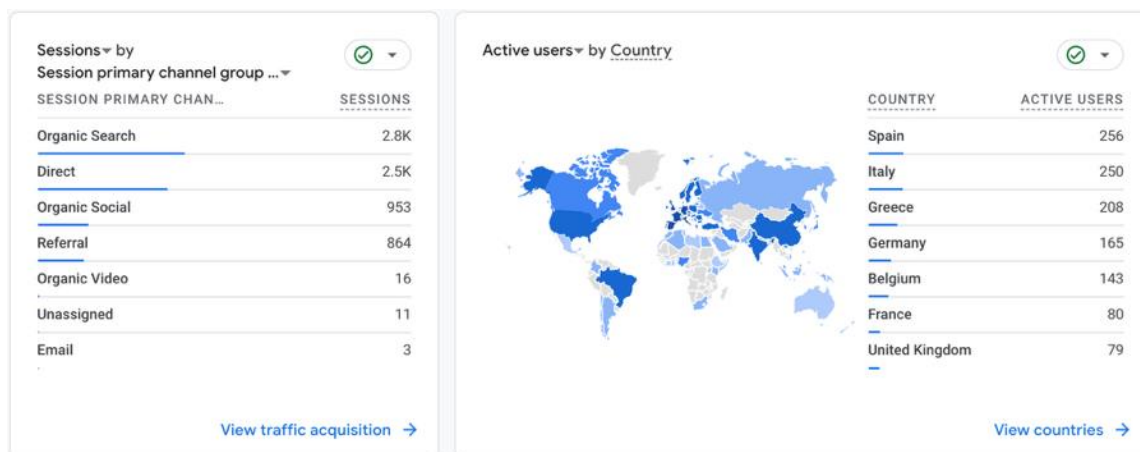 Sessions by
Session primary channel group ...
SESSION PRIMARY CHAN... SESSIONS
Organic Search 2.8K
Direct 2.5K
Organic Social 953
Referral 864
Organic Video 16
Unassigned 11
Email 3
View traffic acquisition →
Active users by Country
COUNTRY ACTIVE USERS
Spain 256
Italy 250
Greece 208
Germany 165
Belgium 143
France 80
United Kingdom 79
View countries →